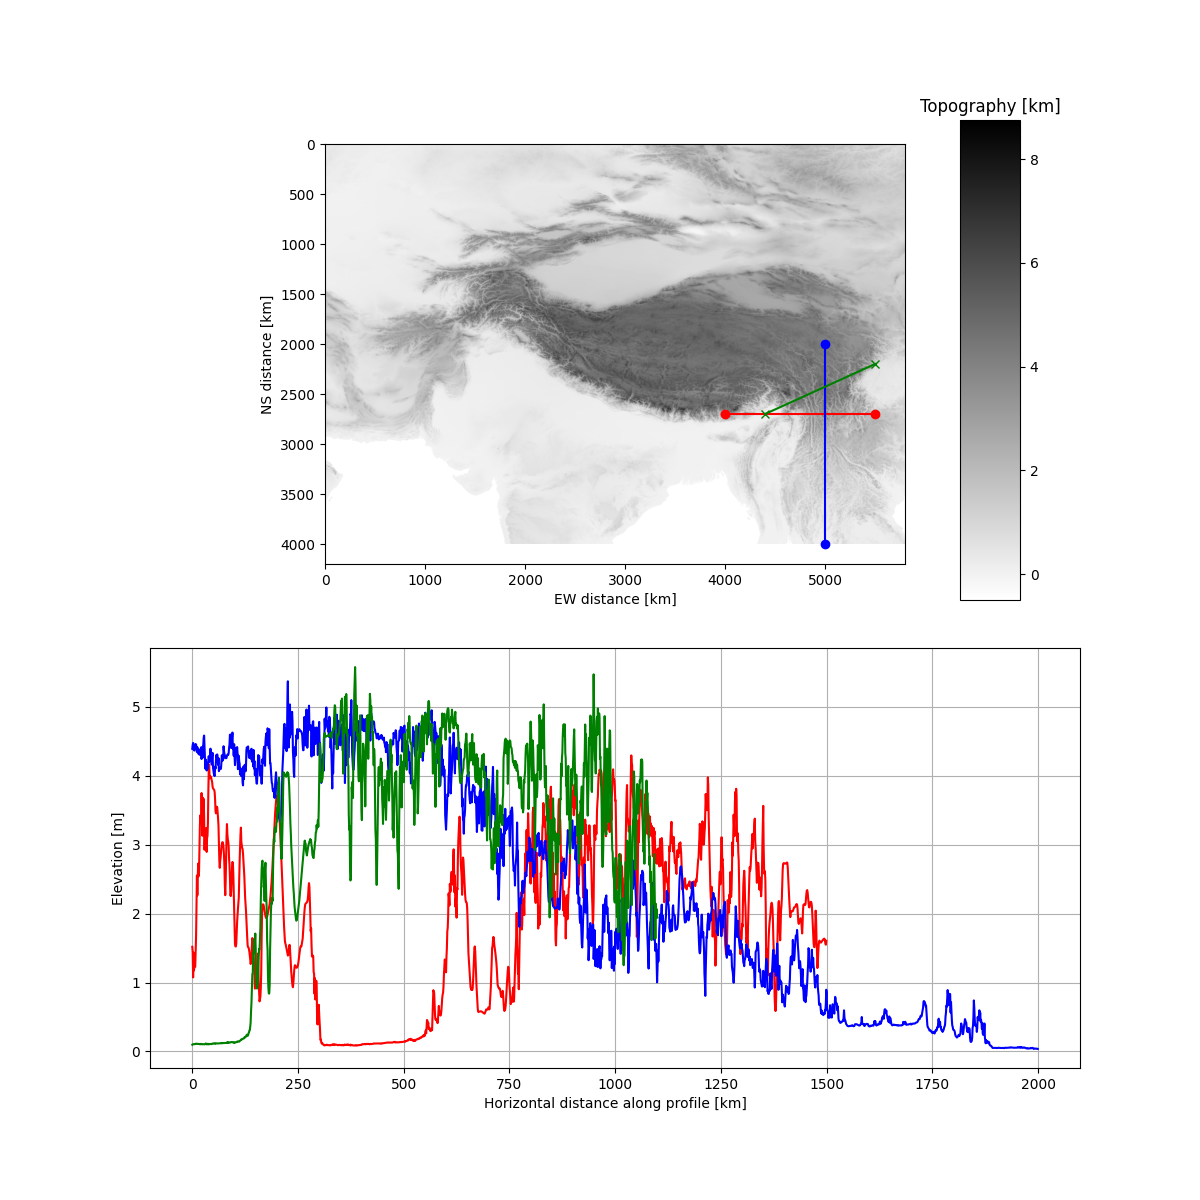 Topography [km]
0
500
1000
1500
2000
2500
3000
3500
4000
NS distance [km]
0 1000 2000 3000 4000 5000
EW distance [km]
8
6
4
2
0
5
4
3
2
1
0
Elevation [m]
0 250 500 750 1000 1250 1500 1750 2000
Horizontal distance along profile [km]